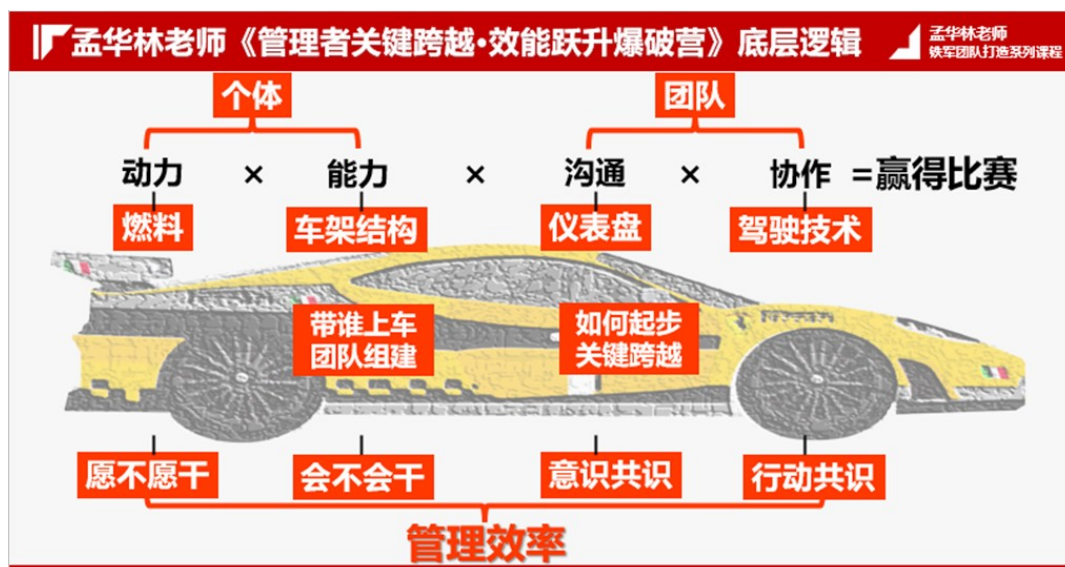 孟华林老师《管理者关键跨越·效能跃升爆破营》底层逻辑
孟华林老师
铁军团队打造系列课程
个体
团队
动力 × 能力 × 沟通 × 协作 =赢得比赛
燃料
车架结构
仪表盘
驾驶技术
带谁上车
团队组建
如何起步
关键跨越
愿不愿干
会不会干
意识共识
行动共识
管理效率